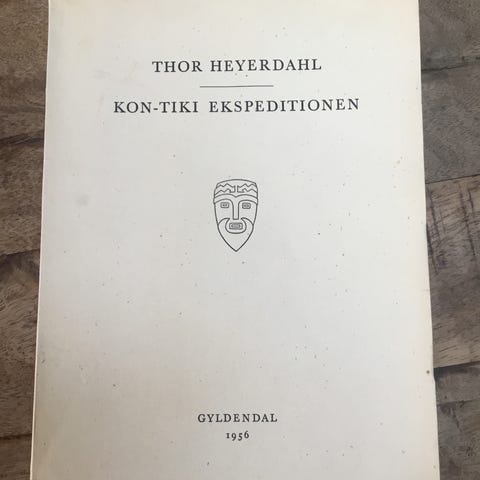 THOR HEYERDAHL
KON-TIKI EKSPEDITIONEN
GYLDENDAL
1956